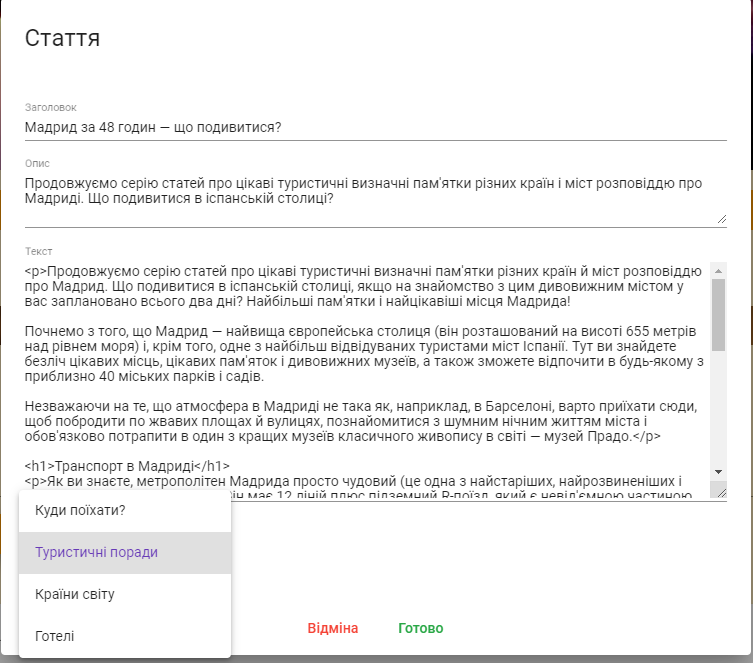 Стаття
Заголовок
Мадрид за 48 годин — що подивитися?
Опис
Продовжуємо серію статей про цікаві туристичні визначні пам'ятки різних країн і міст розповіддю про
Мадриді. Що подивитися в іспанській столиці?
Текст
<p>Продовжуємо серію статей про цікаві туристичні визначні пам'ятки різних країн й міст розповіддю
про Мадрид. Що подивитися в іспанській столиці, якщо на знайомство з цим дивовижним містом у
вас заплановано всього два дні? Найбільші пам'ятки і найцікавіші місця Мадрида!
Почнемо з того, що Мадрид — найвища європейська столиця (він розташований на висоті 655 метрів
над рівнем моря) і, крім того, одне з найбільш відвідуваних туристами міст Іспанії. Тут ви знайдете
безліч цікавих місць, цікавих пам'яток і дивовижних музеїв, а також зможете відпочити в будь-якому з
приблизно 40 міських парків і садів.
Незважаючи на те, що атмосфера в Мадриді не така як, наприклад, в Барселоні, варто приїхати сюди,
щоб побродити по жвавих площах й вулицях, познайомитися з шумним нічним життям міста і
обов'язково потрапити в один з кращих музеїв класичного живопису в світі — музей Прадо.</p>
<h1>Транспорт в Мадриді</h1>
<p>Як ви знаєте, метрополітен Мадрида просто чудовий (це одна з найстаріших, найрозвиненіших і
він має 12 ліній плюс підземний R-поїзд, який є невід'ємною частиною
Куди поїхати?
Туристичні поради
Країни світу
Готелі
Відміна Готово